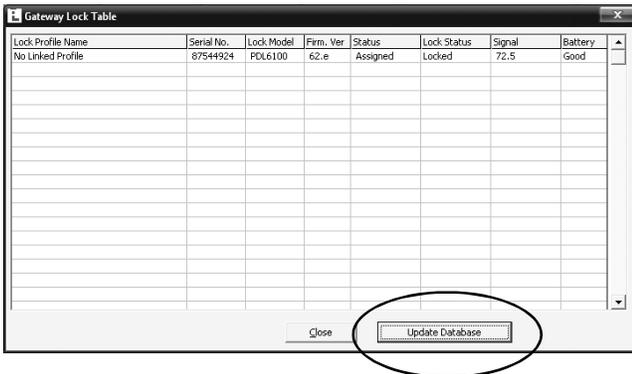 Gateway Lock Table
Lock Profile Name Serial No. Lock Model Firm. Ver Status Lock Status Signal Battery
No Linked Profile 87544924 PDL6100 62.e Assigned Locked 72.5 Good
Close Update Database